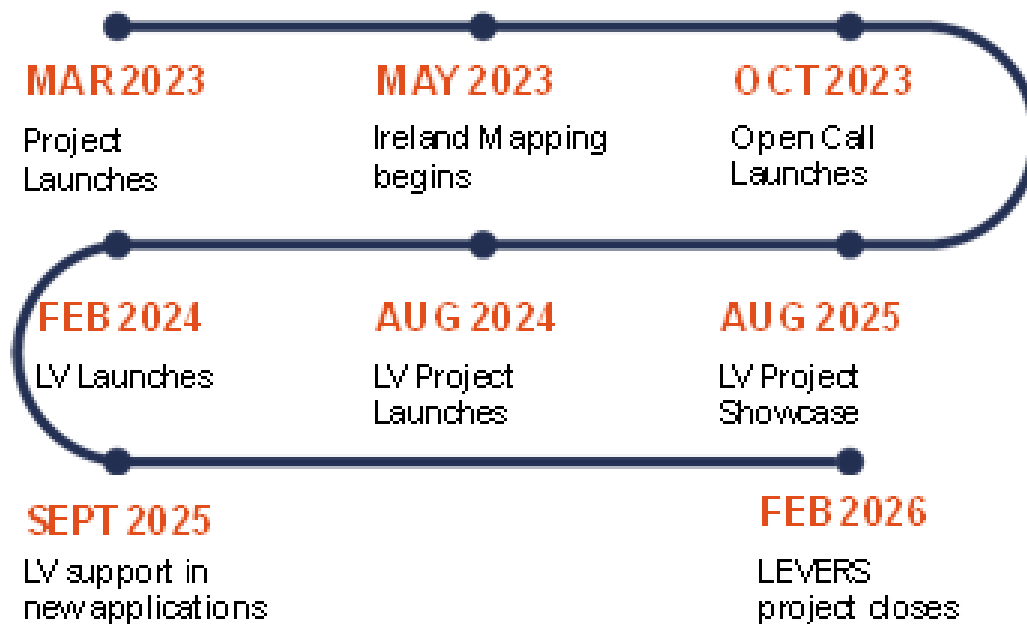 MAR 2023
Project
Launches
MAY 2023
Ireland Mapping
begins
OCT 2023
Open Call
Launches
FEB 2024
LV Launches
AUG 2024
LV Project
Launches
AUG 2025
LV Project
Showcase
SEPT 2025
LV support in
new applications
FEB 2026
LEVERS
project closes